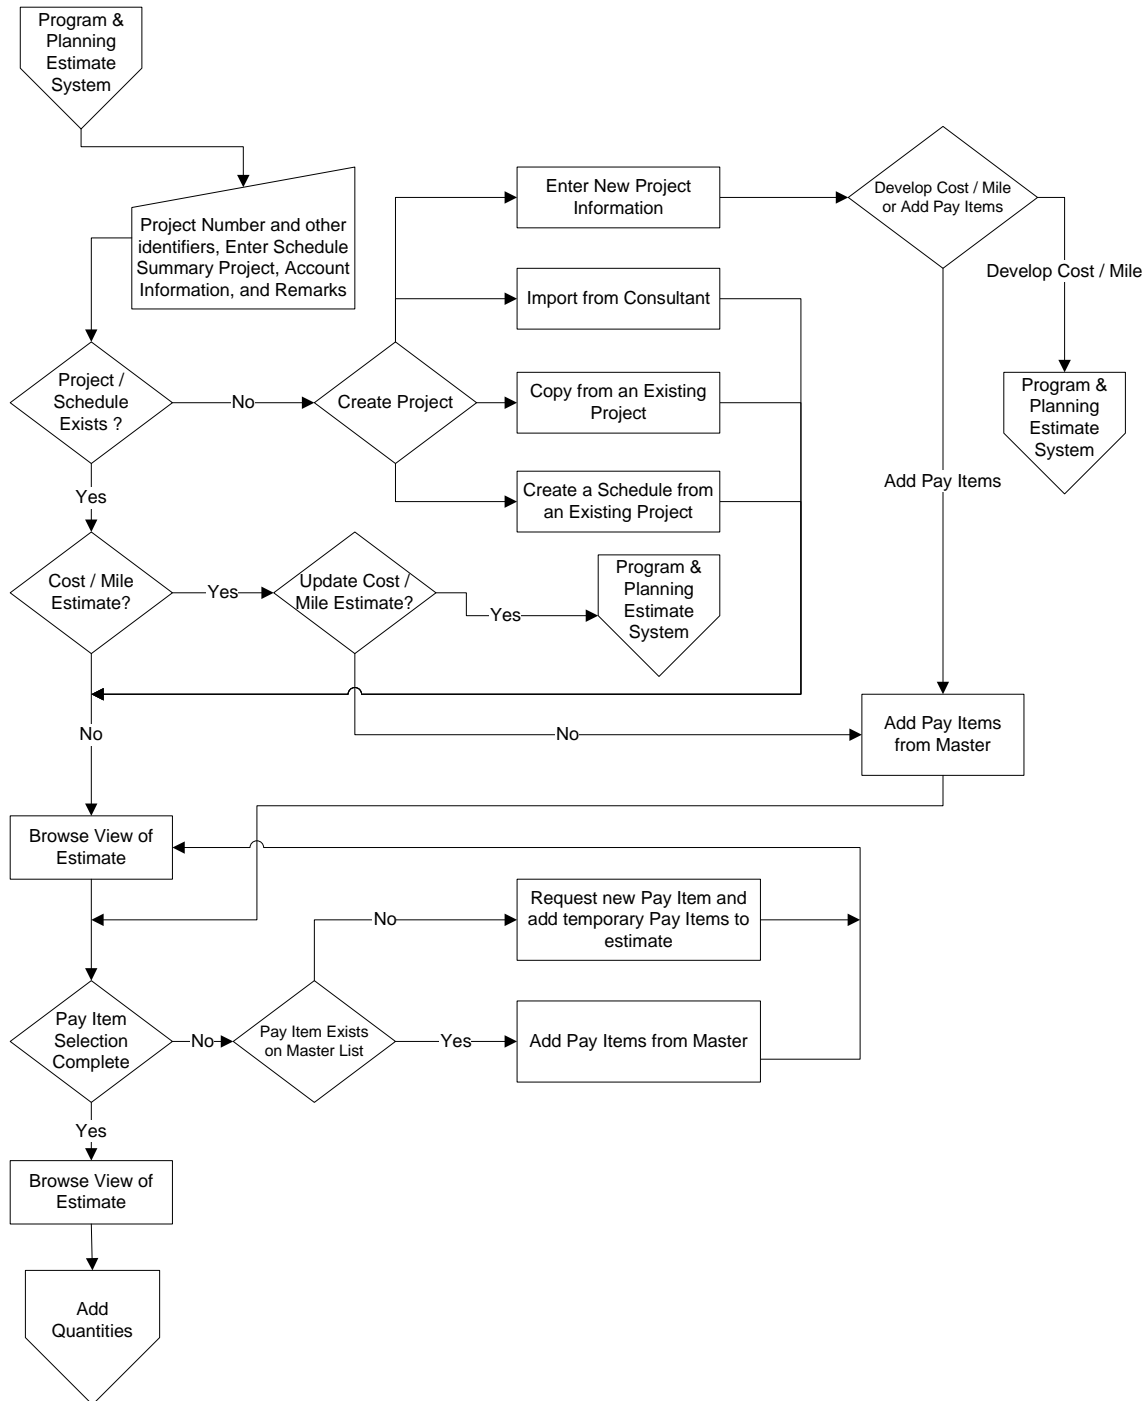 Program &
Planning
Estimate
System
Project Number and other
identifiers, Enter Schedule
Summary Project, Account
Information, and Remarks
Enter New Project
Information
Develop Cost / Mile
or Add Pay Items
Develop Cost / Mile
Import from Consultant
Project /
Schedule
Exists ?
No
Create Project
Copy from an Existing
Project
Program &
Planning
Estimate
System
Yes
Create a Schedule from
an Existing Project
Add Pay Items
Cost / Mile
Estimate?
Yes
Update Cost /
Mile Estimate?
Yes
Program &
Planning
Estimate
System
No
No
Add Pay Items
from Master
Browse View of
Estimate
No
Request new Pay Item and
add temporary Pay Items to
estimate
Pay Item
Selection
Complete
No
Pay Item Exists
on Master List
Yes
Add Pay Items from Master
Yes
Browse View of
Estimate
Add
Quantities